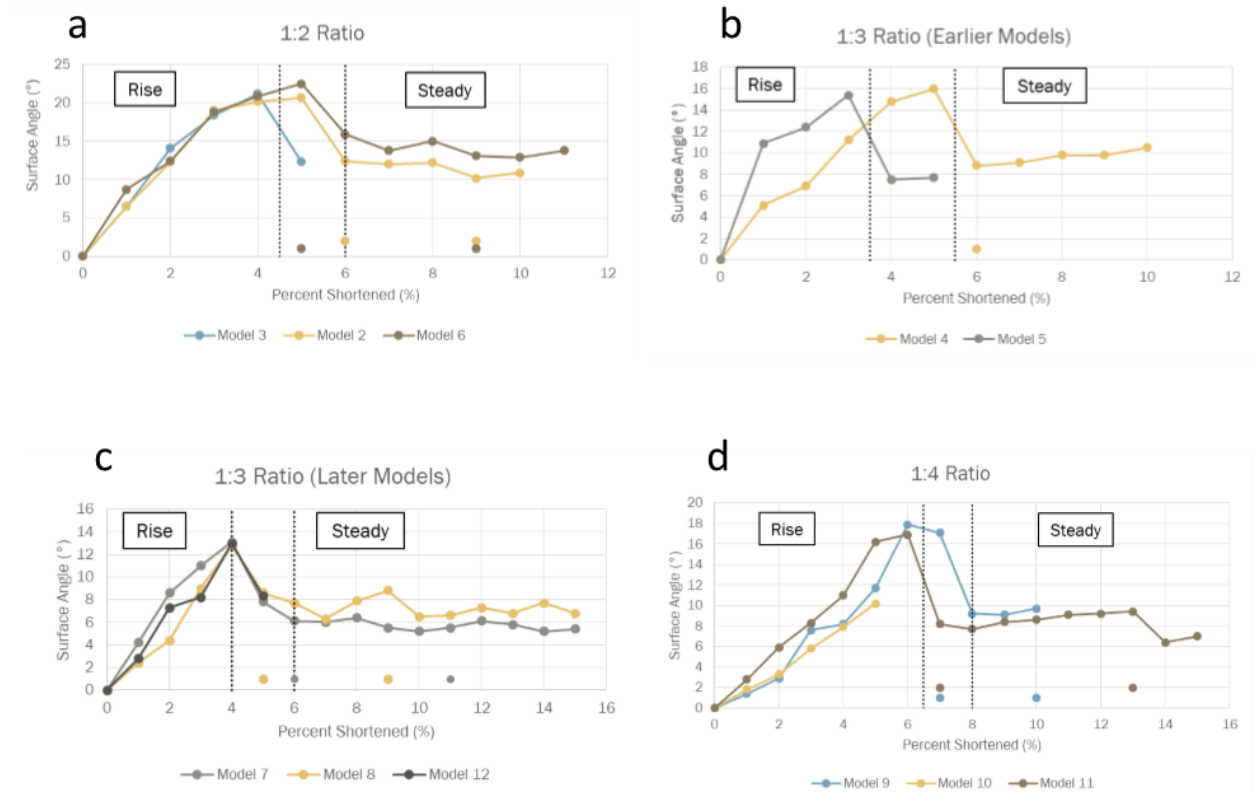 a
1:2 Ratio
25
20
15
10
5
0
Surface Angle (°)
Rise
Steady
0 2 4 6 8 10 12
Percent Shortened (%)
Model 3 Model 2 Model 6
b
1:3 Ratio (Earlier Models)
18
16
14
12
10
8
6
4
2
0
Surface Angle (°)
Rise
Steady
0 2 4 6 8 10 12
Percent Shortened (%)
Model 4 Model 5
c
1:3 Ratio (Later Models)
16
14
12
10
8
6
4
2
0
Surface Angle (°)
Rise
Steady
0 2 4 6 8 10 12 14 16
Percent Shortened (%)
Model 7 Model 8 Model 12
d
1:4 Ratio
20
18
16
14
12
10
8
6
4
2
0
Surface Angle (°)
Rise
Steady
0 2 4 6 8 10 12 14 16
Percent Shortened (%)
Model 9 Model 10 Model 11